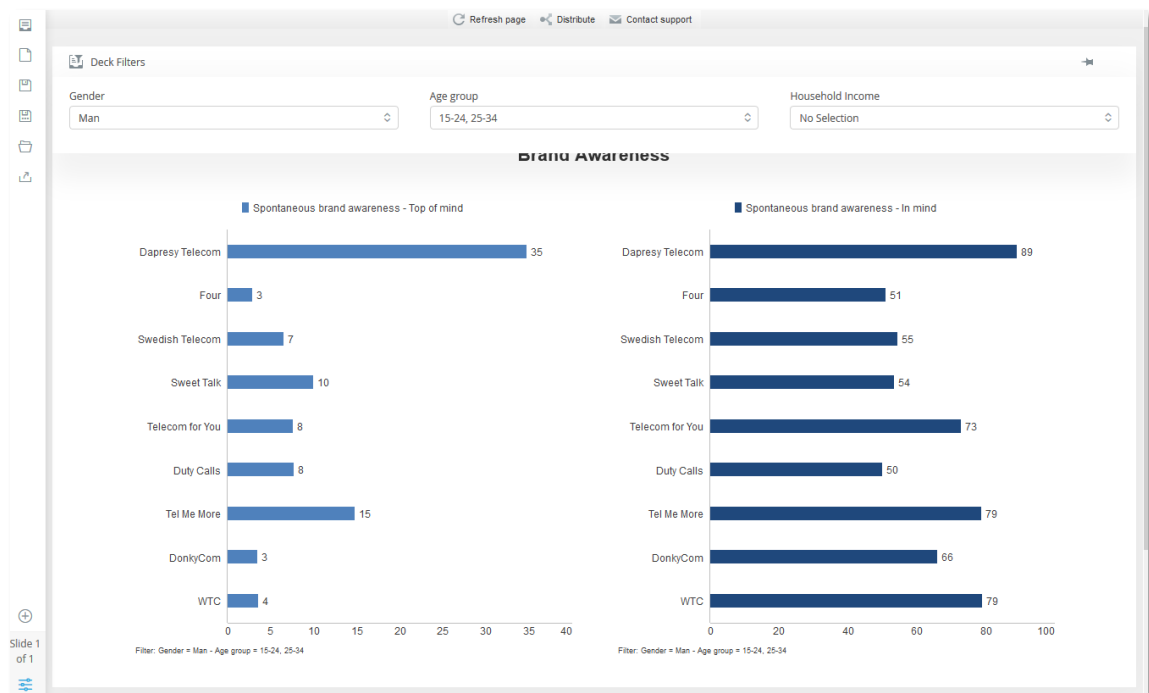 Refresh page Distribute Contact support
Deck Filters
Gender Age group Household Income
Man 15-24, 25-34 No Selection
Brand Awareness
Spontaneous brand awareness - Top of mind
Dapresy Telecom 35
Four 3
Swedish Telecom 7
Sweet Talk 10
Telecom for You 8
Duty Calls 8
Tel Me More 15
DonkyCom 3
WTC 4
0 5 10 15 20 25 30 35 40
Filter: Gender = Man - Age group = 15-24, 25-34
Spontaneous brand awareness - In mind
Dapresy Telecom 89
Four 51
Swedish Telecom 55
Sweet Talk 54
Telecom for You 73
Duty Calls 50
Tel Me More 79
DonkyCom 66
WTC 79
0 20 40 60 80 100
Filter: Gender = Man - Age group = 15-24, 25-34
Slide 1
of 1